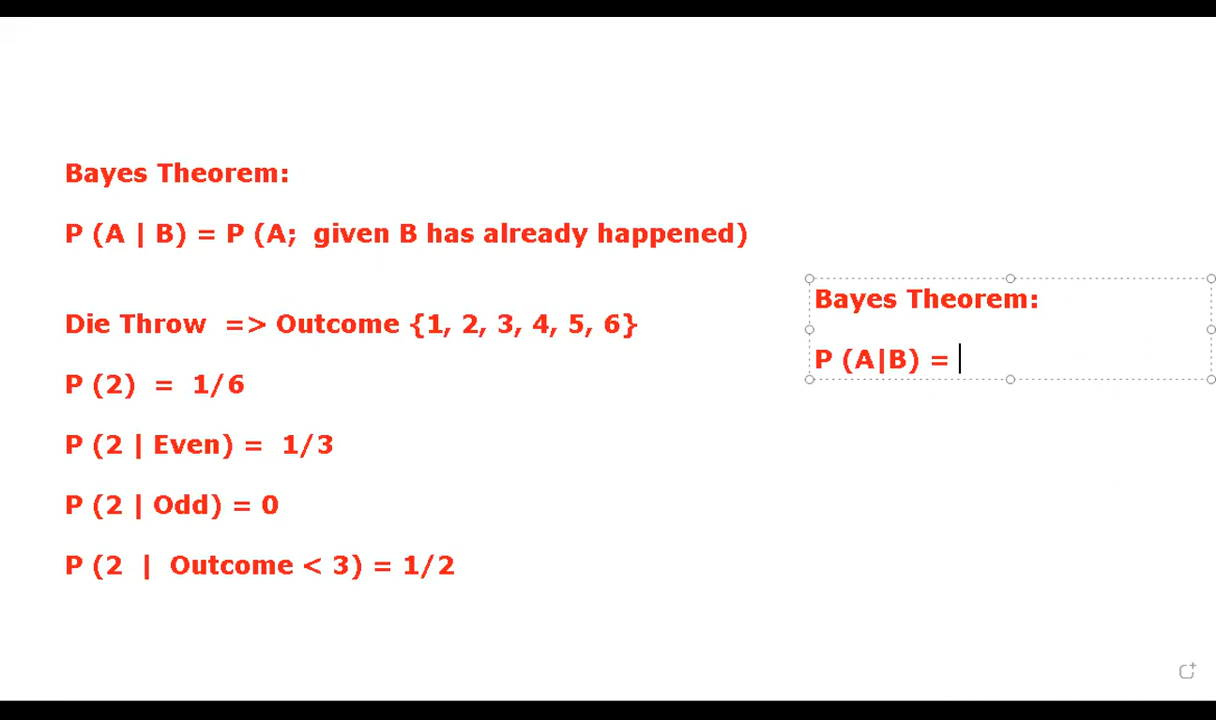 Bayes Theorem:
P (A | B) = P (A;  given B has already happened)
Die Throw  => Outcome {1, 2, 3, 4, 5, 6}
P (2)  =  1/6
P (2 | Even) =  1/3
P (2 | Odd) = 0
P (2  |  Outcome < 3) = 1/2
Bayes Theorem:
P (A|B) =